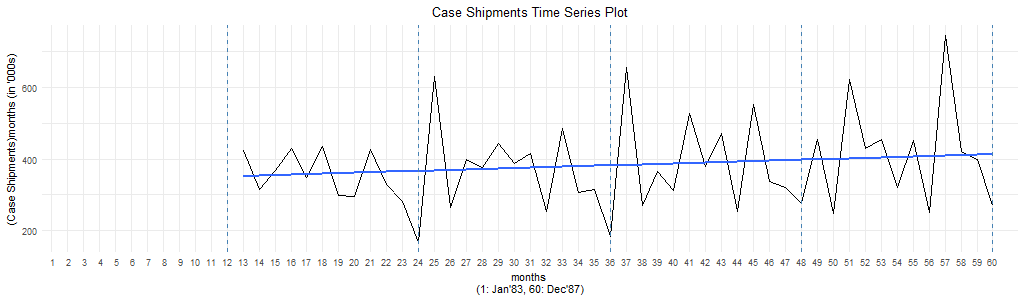 Case Shipments Time Series Plot
(Case Shipments)months (in '000s)
600
400
200
1 2 3 4 5 6 7 8 9 10 11 12 13 14 15 16 17 18 19 20 21 22 23 24 25 26 27 28 29 30 31 32 33 34 35 36 37 38 39 40 41 42 43 44 45 46 47 48 49 50 51 52 53 54 55 56 57 58 59 60
months
(1: Jan'83, 60: Dec'87)